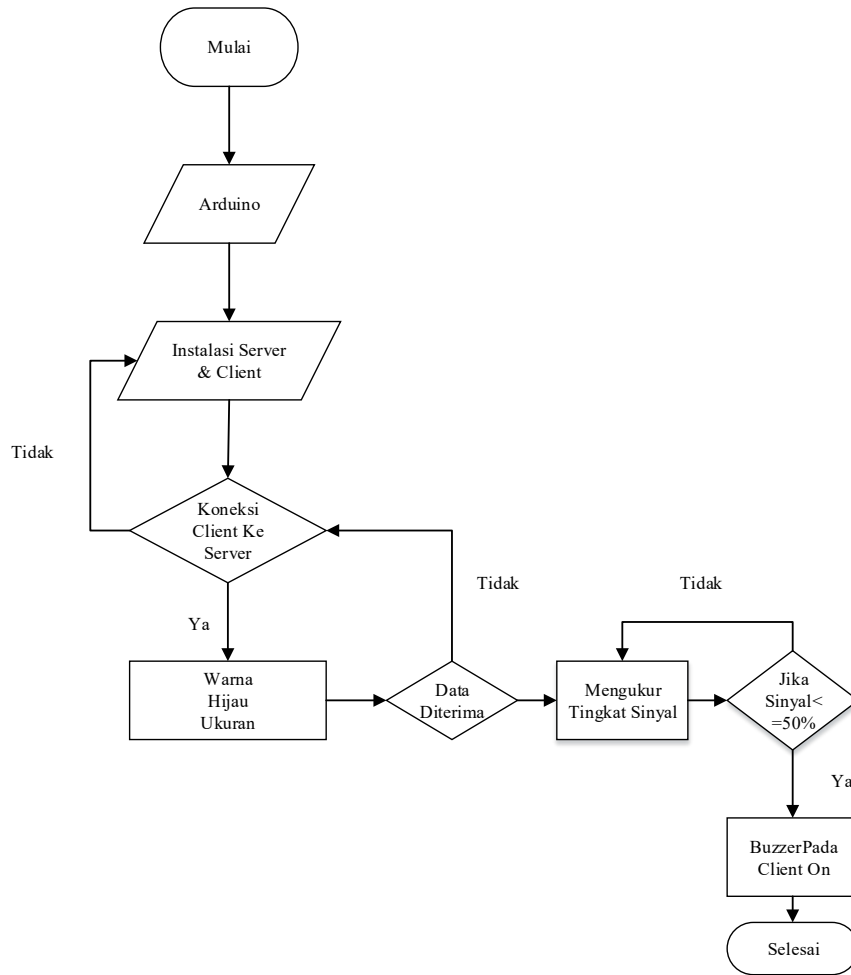 Mulai
Arduino
Instalasi Server
& Client
Tidak
Koneksi
Client Ke
Server
Tidak
Tidak
Ya
Warna
Hijau
Ukuran
Data
Diterima
Mengukur
Tingkat Sinyal
Jika
Sinyal<
=50%
Ya
BuzzerPada
Client On
Selesai